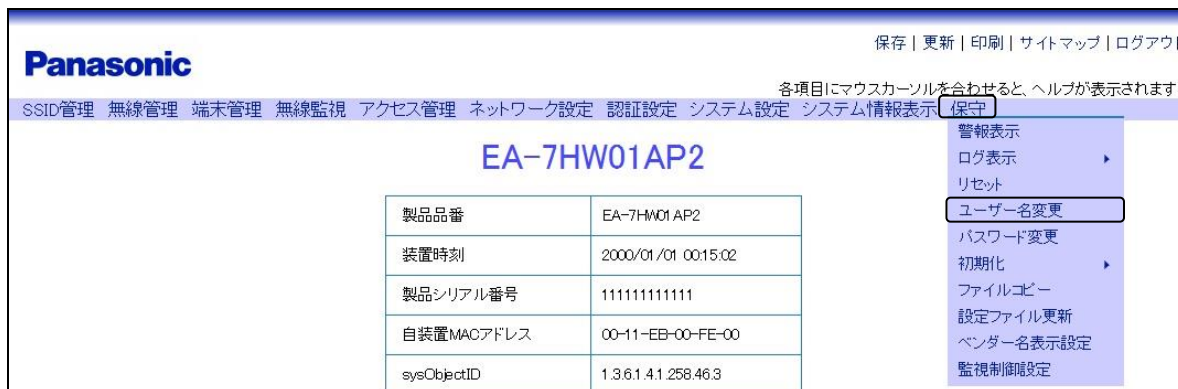 保存 | 更新 | 印刷 | サイトマップ | ログアウト
Panasonic
各項目にマウスカーソルを合わせると、ヘルプが表示されます
SSID管理 無線管理 端末管理 無線監視 アクセス管理 ネットワーク設定 認証設定 システム設定 システム情報表示 保守
警報表示
ログ表示
リセット
ユーザー名変更
パスワード変更
初期化
ファイルコピー
設定ファイル更新
ベンダー名表示設定
監視制御設定
EA-7HW01AP2
製品品番 EA-7HW01AP2
装置時刻 2000/01/01 00:15:02
製品シリアル番号 111111111111
自装置MACアドレス 00-11-EB-00-FE-00
sysObjectID 1.3.6.1.4.1.258.46.3